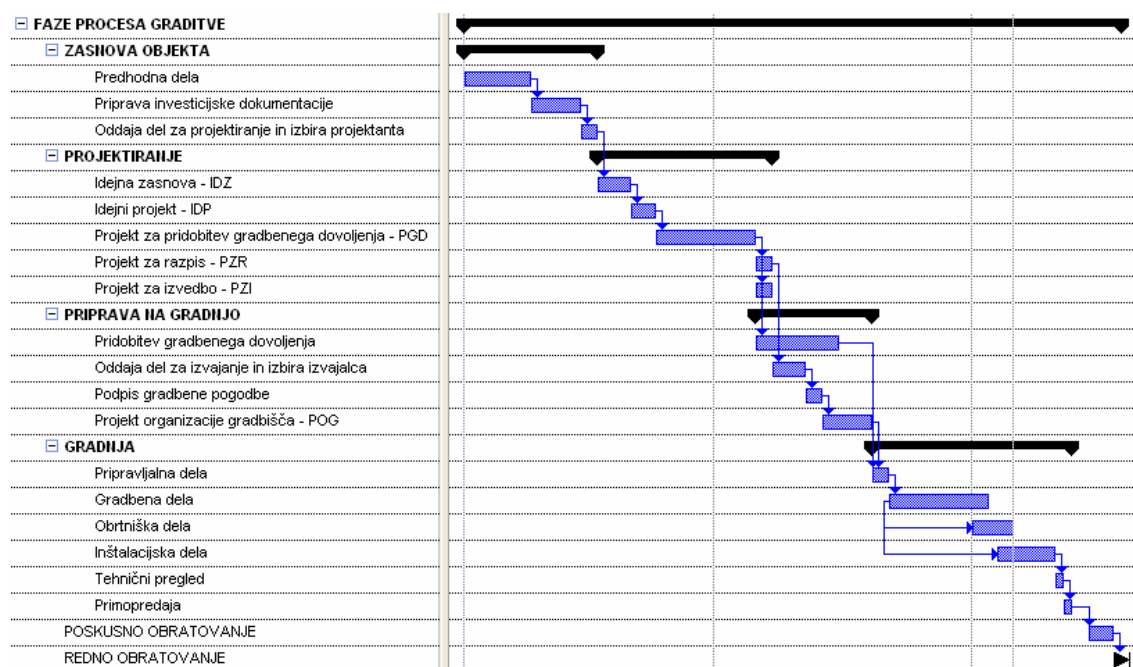 FAZE PROCESA GRADITVE
ZASNOVA OBJEKTA
Predhodna dela
Priprava investicijske dokumentacije
Oddaja del za projektiranje in izbira projektanta
PROJEKTIRANJE
Idejna zasnova - IDZ
Idejni projekt - IDP
Projekt za pridobitev gradbenega dovoljenja - PGD
Projekt za razpis - PZR
Projekt za izvedbo - PZI
PRIPRAVA NA GRADNJO
Pridobitev gradbenega dovoljenja
Oddaja del za izvajanje in izbira izvajalca
Podpis gradbene pogodbe
Projekt organizacije gradbišča - POG
GRADNJA
Pripravljalna dela
Gradbena dela
Obrtniška dela
Inštalacijska dela
Tehnični pregled
Primopredaja
POSKUSNO OBRATOVANJE
REDNO OBRATOVANJE